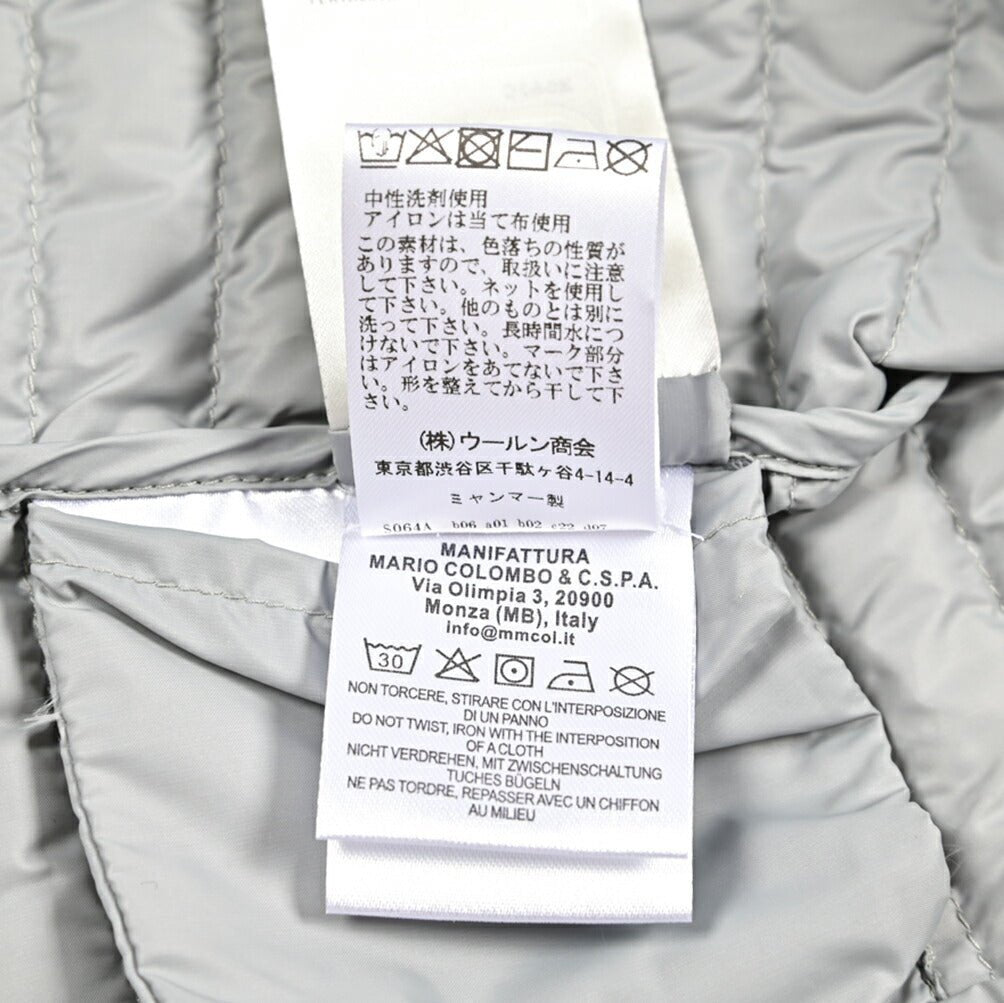 中性洗剤使用
アイロンは当て布使用
この素材は、色落ちの性質が
ありますので、取扱いに注意
して下さい。ネットを使用し
て下さい。他のものとは別に
洗って下さい。長時間水につ
けないで下さい。マーク部分
はアイロンをあてないで下さ
い。形を整えてから干して下
さい。
(株)ウールン商会
東京都渋谷区千駄ヶ谷4-14-4
ミャンマー製
S064A b06 a01 b02 c22 d07
MANIFATTURA
MARIO COLOMBO & C.S.P.A.
Via Olimpia 3, 20900
Monza (MB), Italy
info@mmcol.it
30
NON TORCERE, STIRARE CON L'INTERPOSIZIONE
DI UN PANNO
DO NOT TWIST, IRON WITH THE INTERPOSITION
OF A CLOTH
NICHT VERDREHEN, MIT ZWISCHENSCHALTUNG
TUCHES BÜGELN
NE PAS TORDRE, REPASSER AVEC UN CHIFFON
AU MILIEU